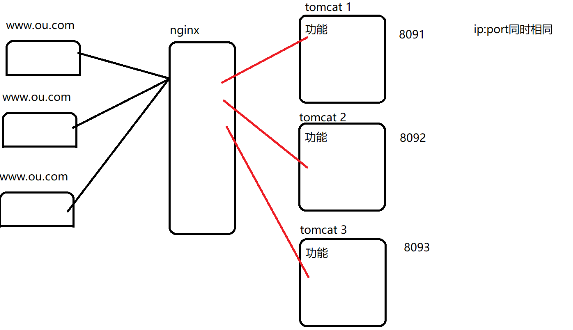 www.ou.com
www.ou.com
www.ou.com
nginx
tomcat 1
功能
8091
ip:port同时相同
tomcat 2
功能
8092
tomcat 3
功能
8093